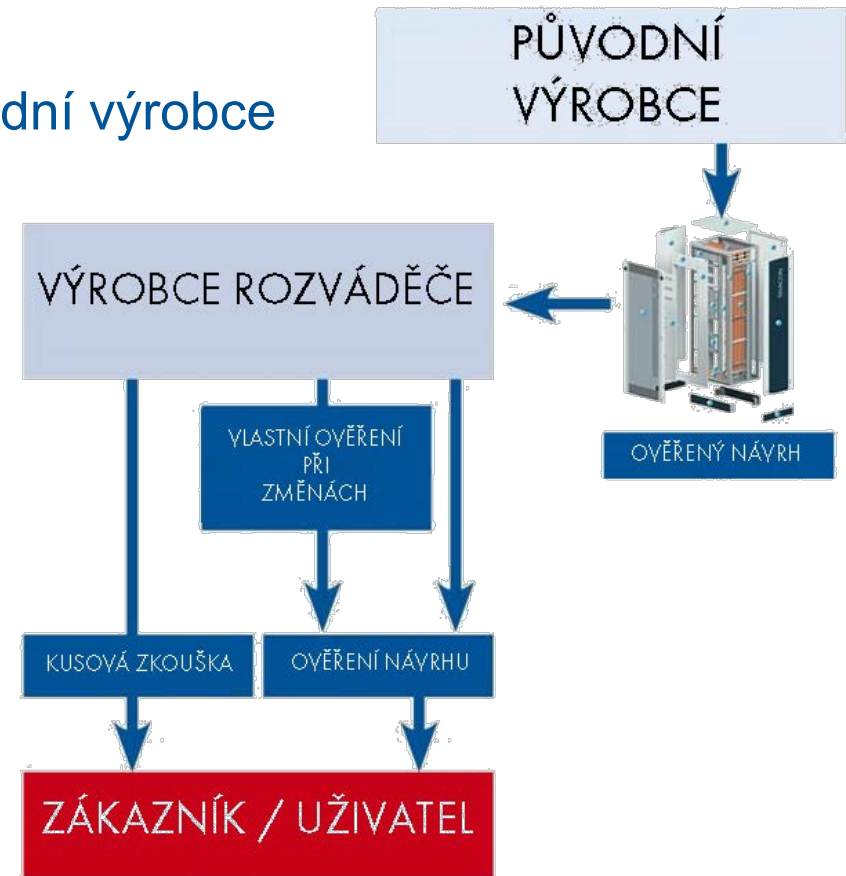 PŮVODNÍ
VÝROBCE
dní výrobce
VÝROBCE ROZVÁDĚČE
VLASTNÍ OVĚŘENÍ
PŘI
ZMĚNÁCH
OVĚŘENÝ NÁVRH
KUSOVÁ ZKOUŠKA
OVĚŘENÍ NÁVRHU
ZÁKAZNÍK / UŽIVATEL